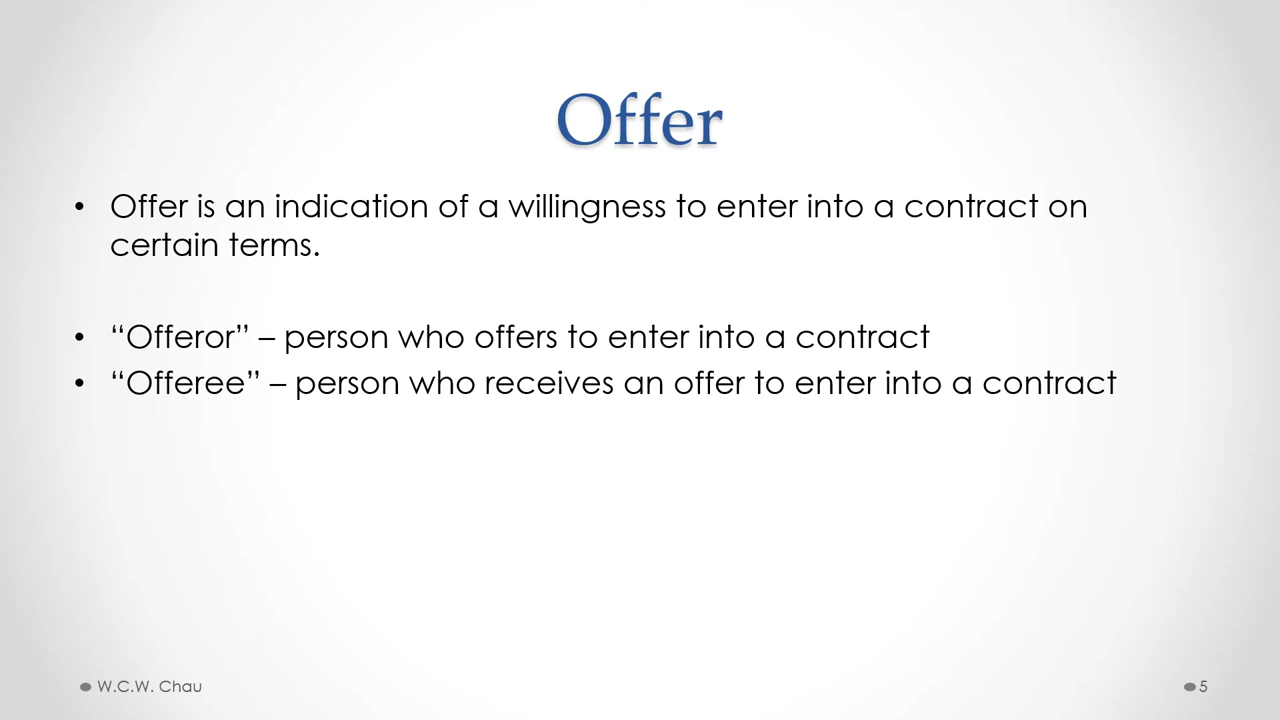 Offer
• Offer is an indication of a willingness to enter into a contract on
certain terms.
• “Offeror” – person who offers to enter into a contract
• “Offeree” – person who receives an offer to enter into a contract
W.C.W. Chau
5